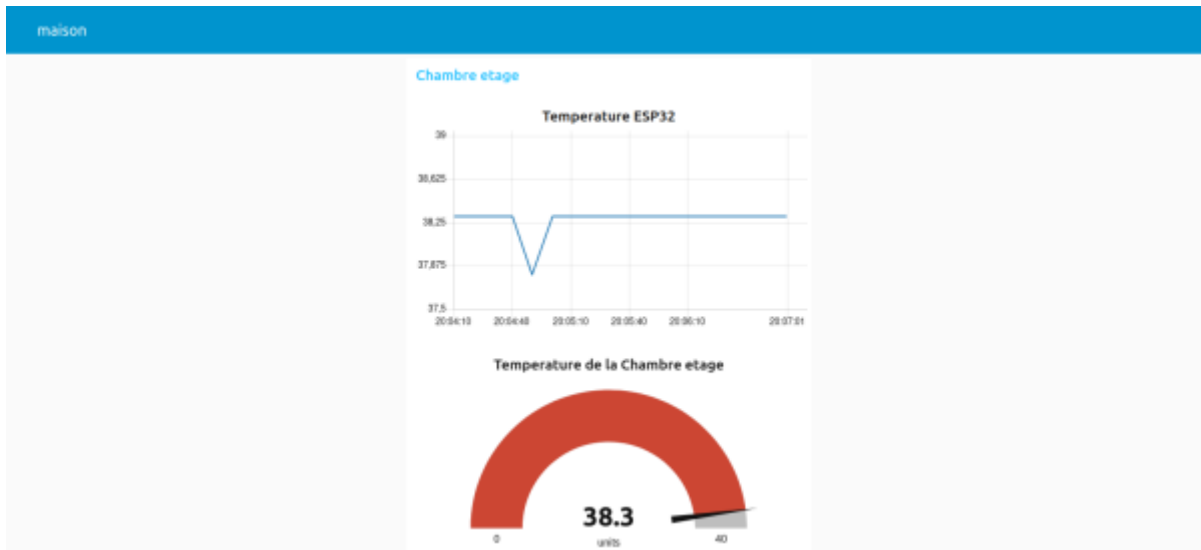 maison
Chambre etage
Temperature ESP32
39
38,625
38,25
37,875
37,5
20:04:10 20:04:40 20:05:10 20:05:40 20:06:10 20:07:01
Temperature de la Chambre etage
38.3
0 units 40